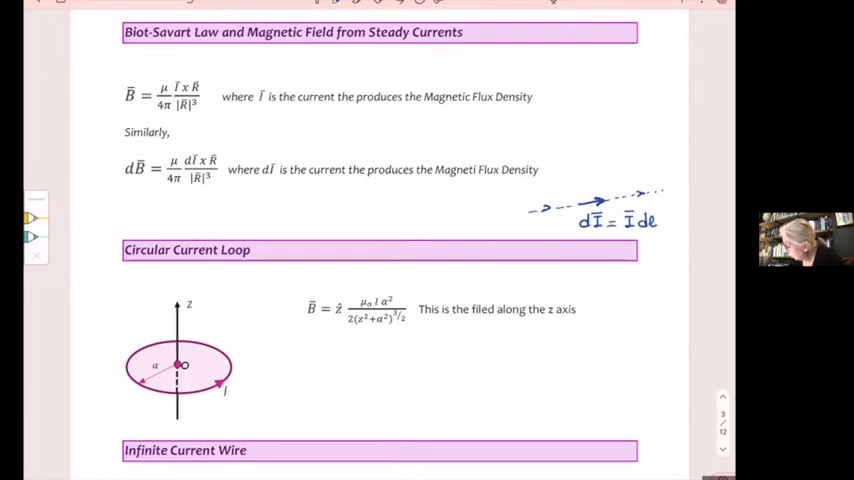 Biot-Savart Law and Magnetic Field from Steady Currents
B̄ = μ/4π Ī x R̄/|R̄|³ where Ī is the current the produces the Magnetic Flux Density
Similarly,
dB̄ = μ/4π dĪ x R̄/|R̄|³ where dĪ is the current the produces the Magneti Flux Density
dĪ = Ī dl
Circular Current Loop
z
B̄ = ẑ μ₀ I α²/2(z²+α²)^3/2 This is the filed along the z axis
α
O
I
3
/
12
Infinite Current Wire